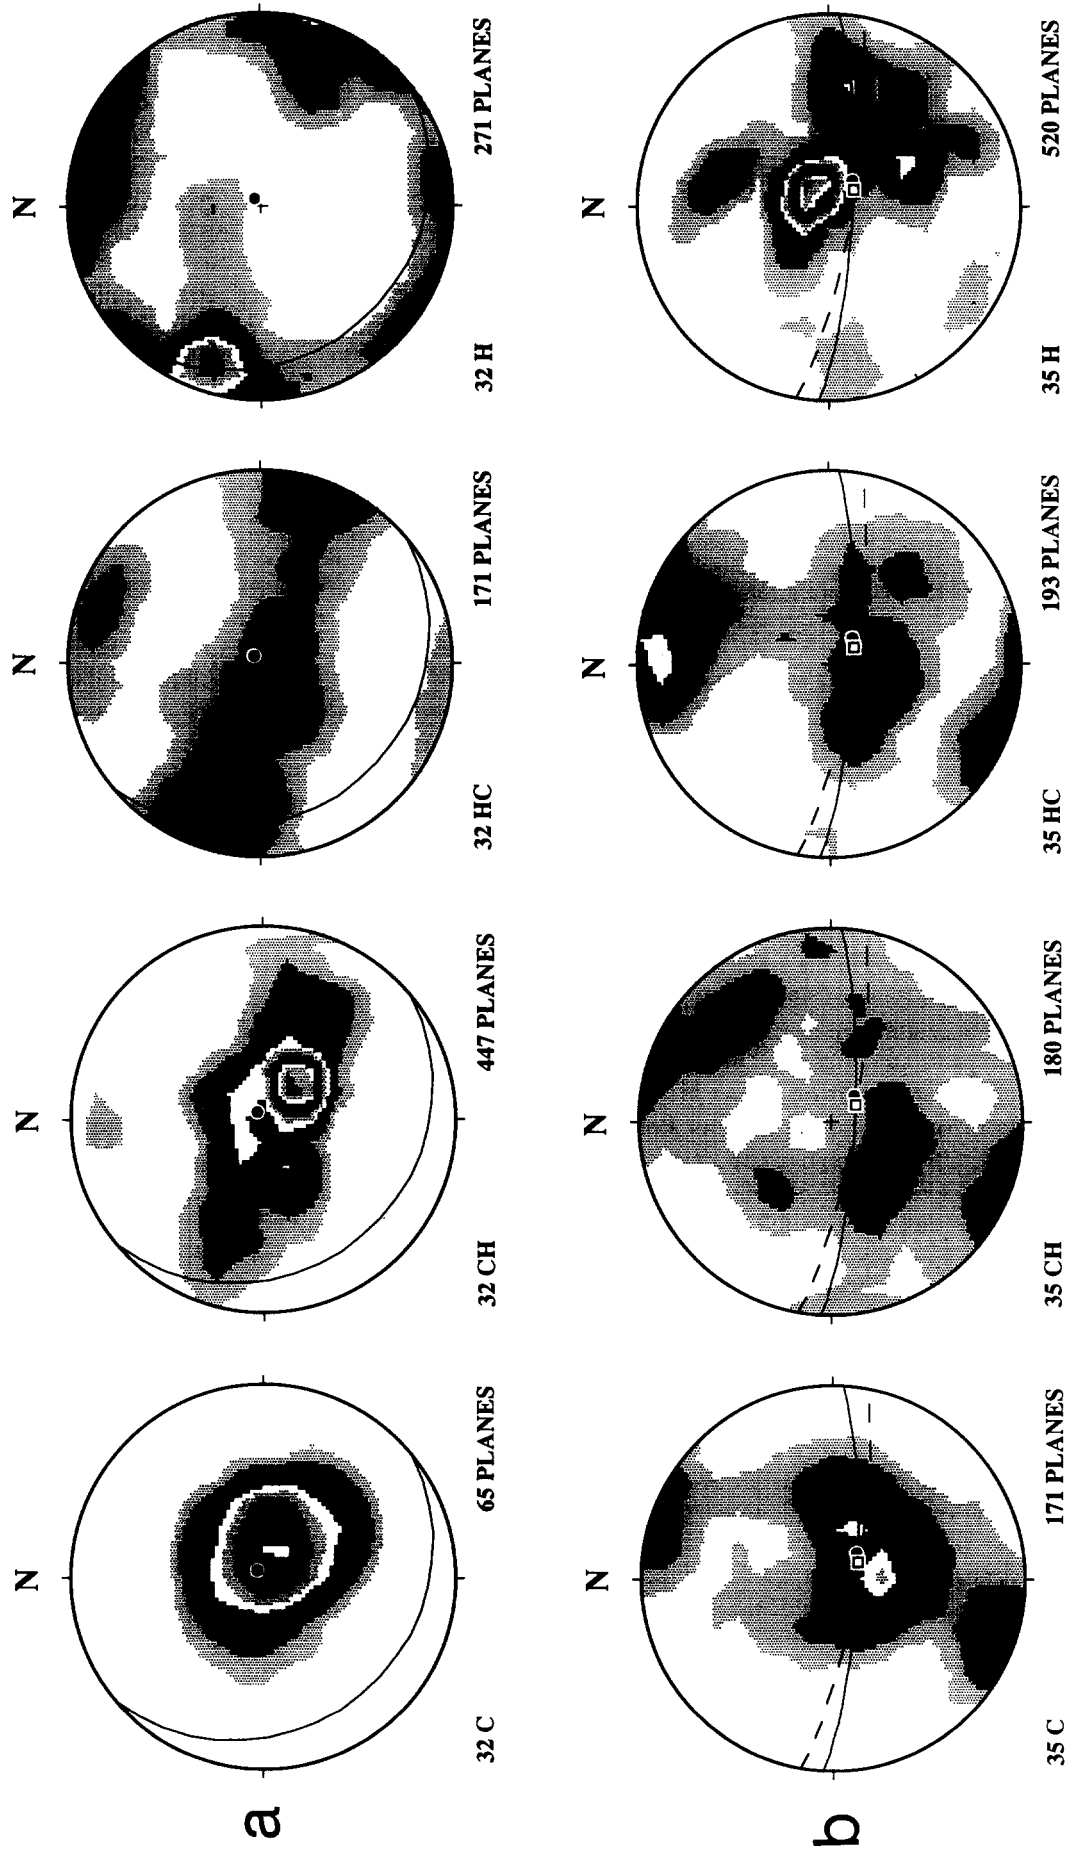 a
N
32 C
65 PLANES
N
32 CH
447 PLANES
N
32 HC
171 PLANES
N
32 H
271 PLANES
b
N
35 C
171 PLANES
N
35 CH
180 PLANES
N
35 HC
193 PLANES
N
35 H
520 PLANES